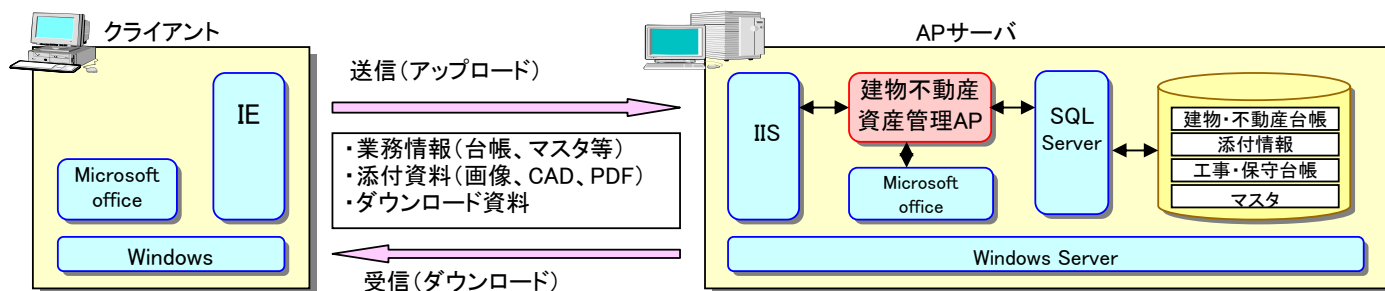 クライアント
IE
Microsoft
office
Windows
送信(アップロード)
・業務情報(台帳、マスタ等)
・添付資料(画像、CAD、PDF)
・ダウンロード資料
受信(ダウンロード)
APサーバ
IIS
建物不動産
資産管理AP
Microsoft
office
SQL
Server
建物・不動産台帳
添付情報
工事・保守台帳
マスタ
Windows Server